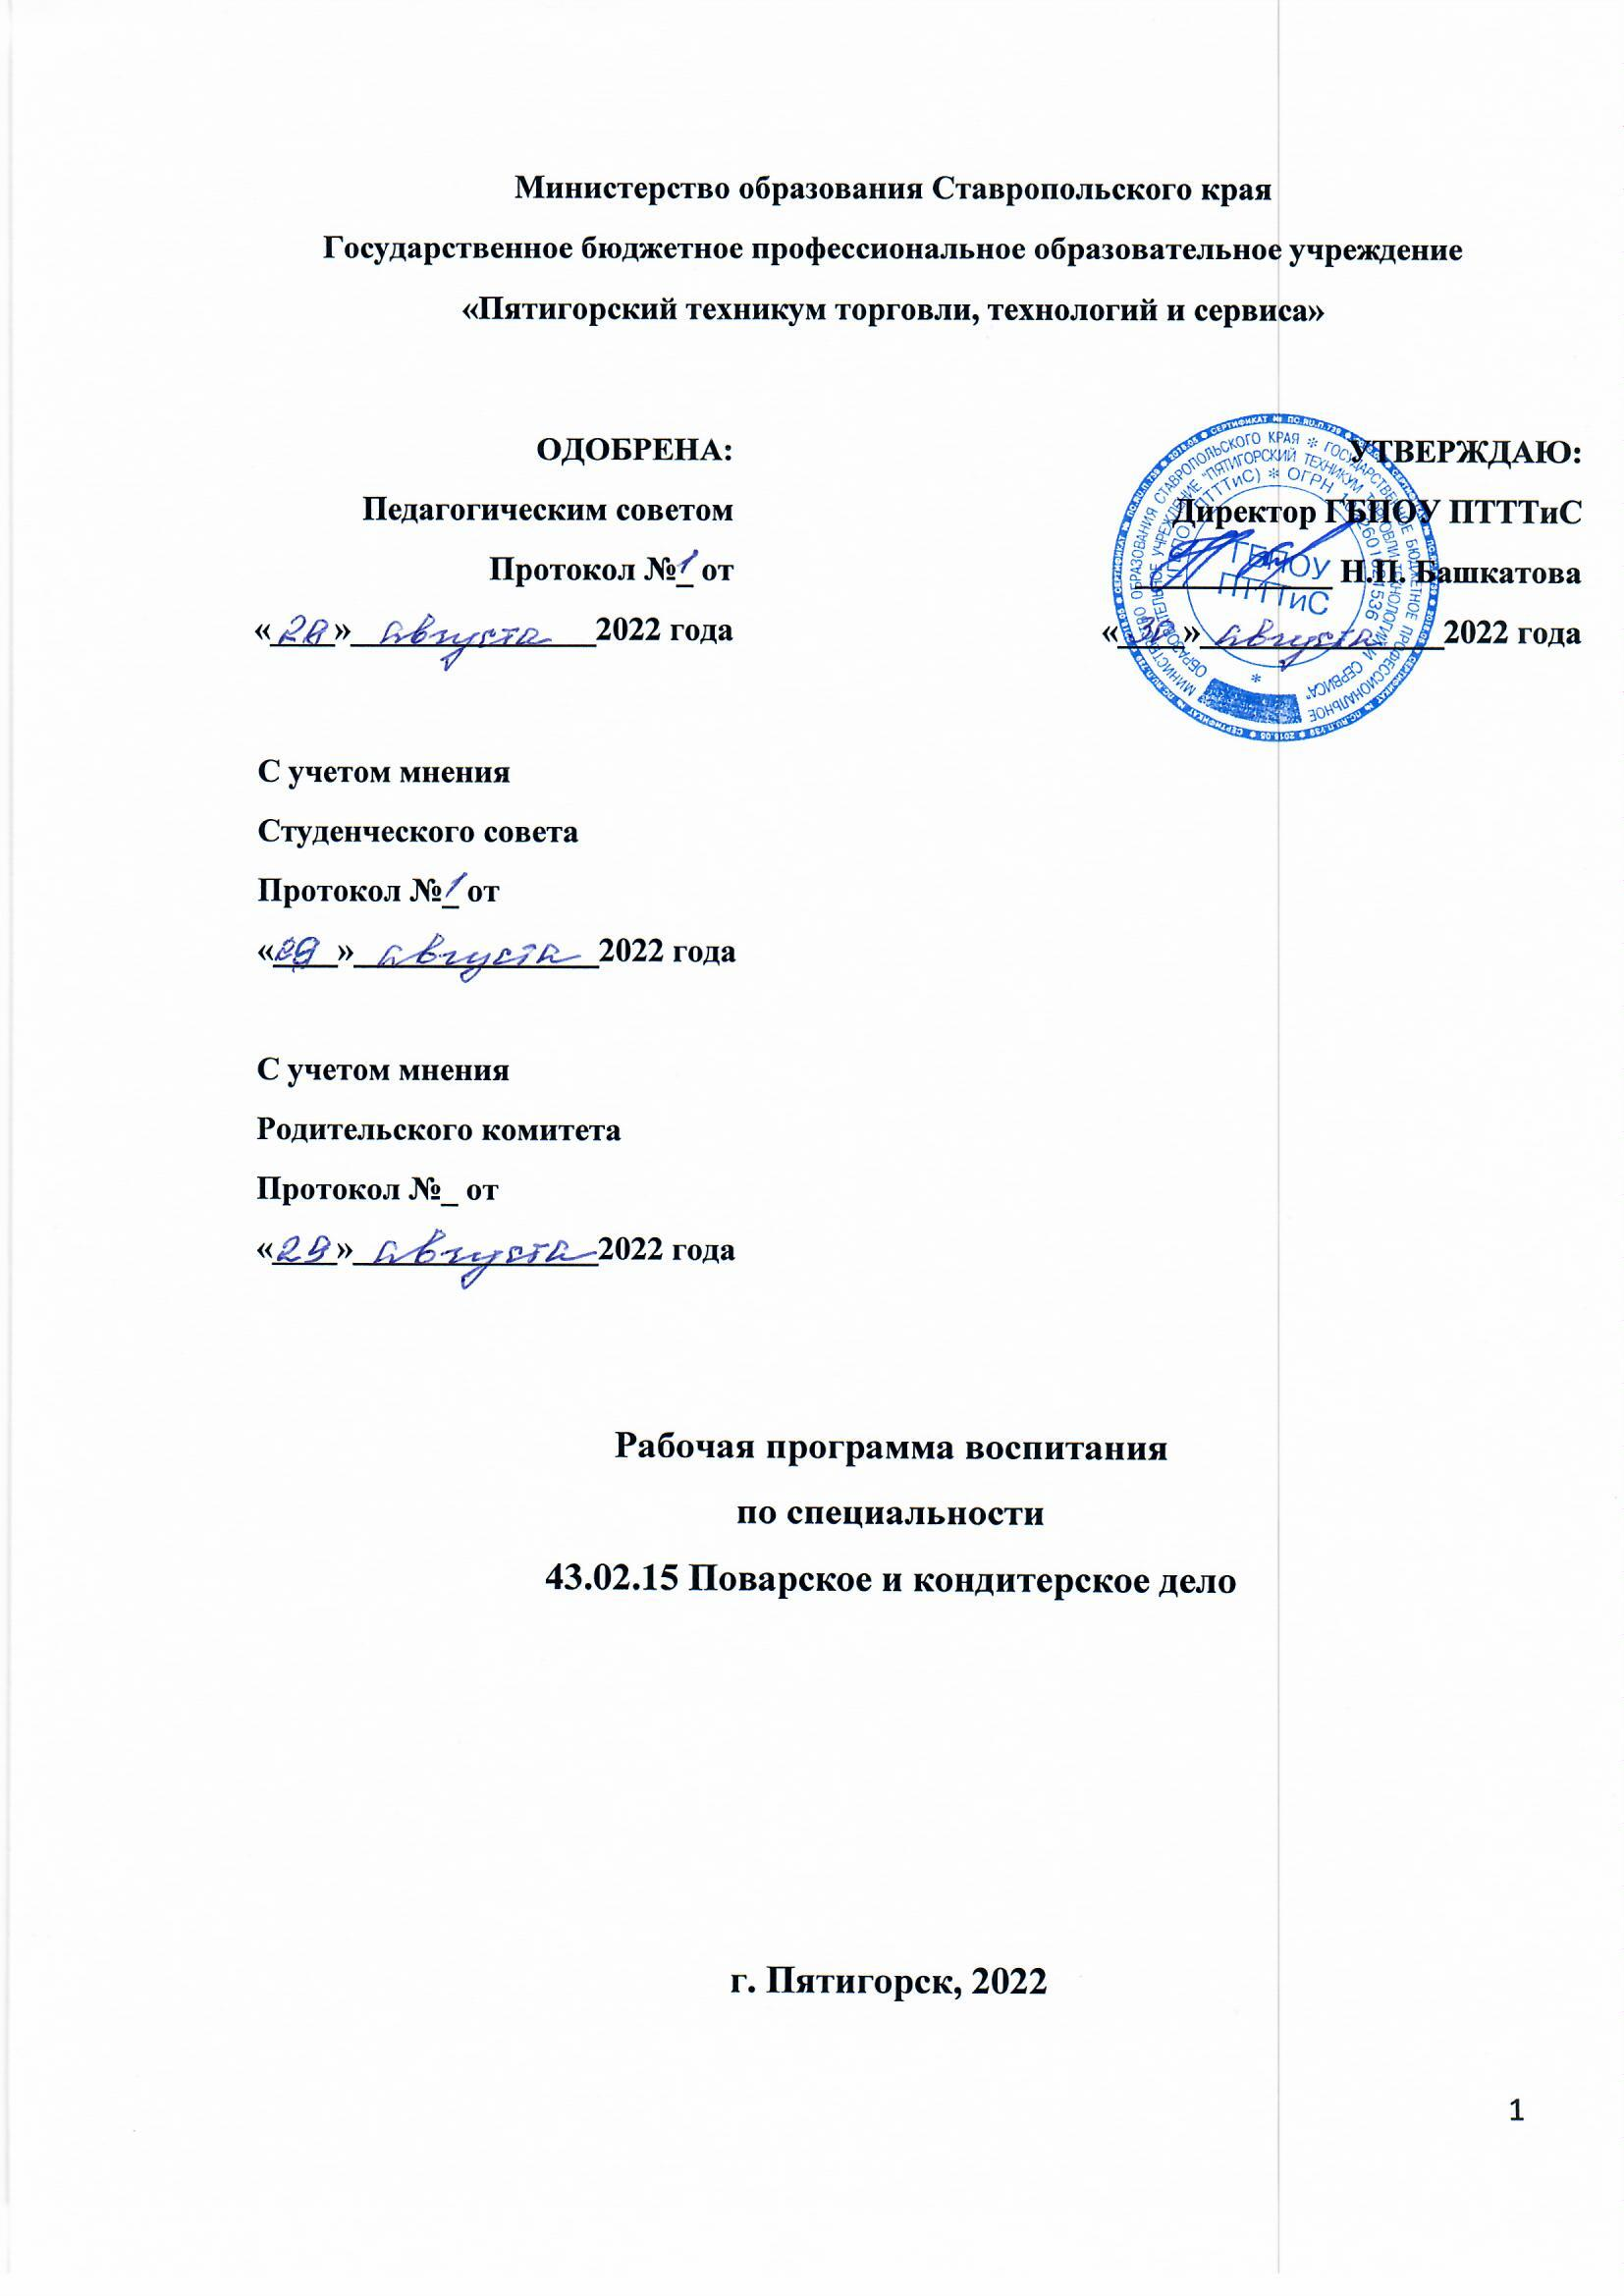 Министерство образования Ставропольского края
Государственное бюджетное профессиональное образовательное учреждение
«Пятигорский техникум торговли, технологий и сервиса»
ОДОБРЕНА:
Педагогическим советом
Протокол №1 от
« » августа 2022 года
УТВЕРЖДАЮ:
Директор ГБПОУ ПТТТиС
Н.П. Башкатова
«30» августа 2022 года
ГБПОУ
ПТТТиС
С учетом мнения
Студенческого совета
Протокол №1 от
«29» августа 2022 года
С учетом мнения
Родительского комитета
Протокол №_ от
«29» августа 2022 года
Рабочая программа воспитания
по специальности
43.02.15 Поварское и кондитерское дело
г. Пятигорск, 2022
1